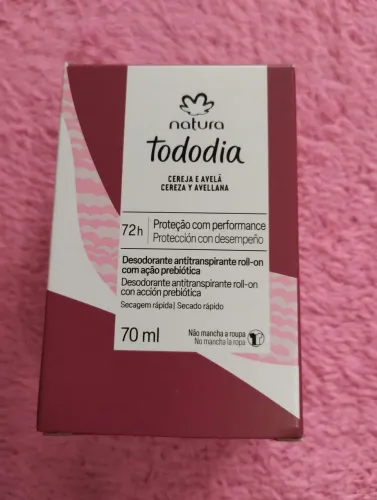 natura
Tododia
CEREJA E AVELÃ
CEREZA Y AVELLANA
72h
Proteção com performance
Protección con desempeño
Desodorante antitranspirante roll-on
com ação prebiótica
Desodorante antitranspirante roll-on
con acción prebiótica
Secagem rápida | Secado rápido
70 ml
Não mancha a roupa
No mancha la ropa